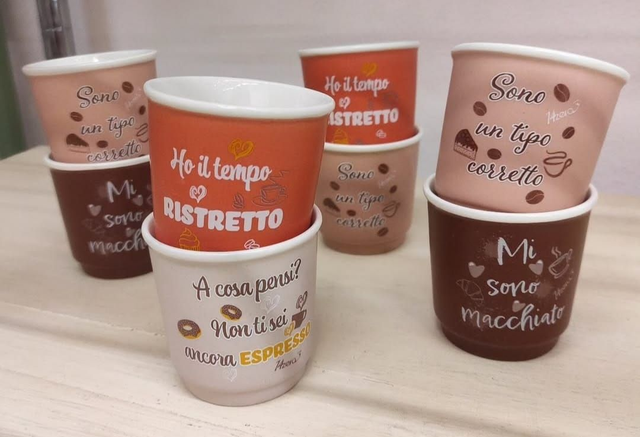 Sono
un tipo
corretto
Mi
sono
macchiato
Ho il tempo
RISTRETTO
A cosa pensi?
Non ti sei
ancora ESPRESSO
Ho il tempo
RISTRETTO
Sono
un tipo
corretto
Sono
un tipo
corretto
Mi
sono
macchiato